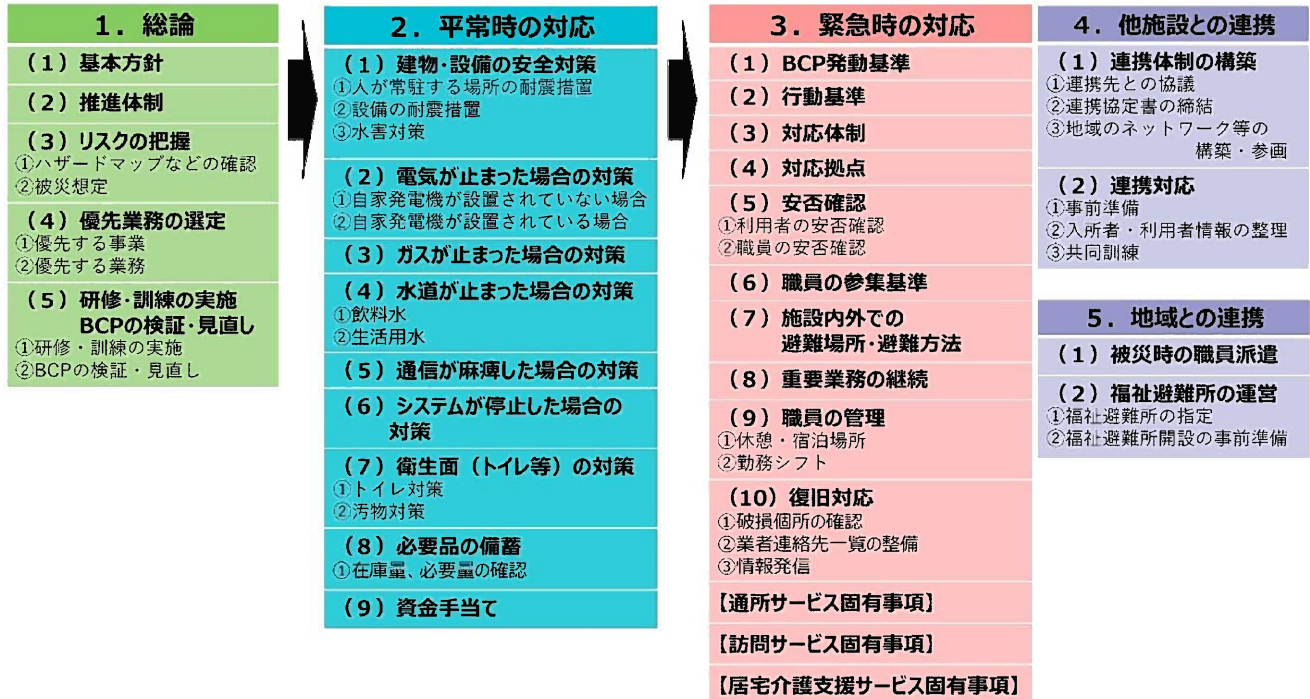 1．総論
（1）基本方針
（2）推進体制
（3）リスクの把握
①ハザードマップなどの確認
②被災想定
（4）優先業務の選定
①優先する事業
②優先する業務
（5）研修・訓練の実施
BCPの検証・見直し
①研修・訓練の実施
②BCPの検証・見直し
2．平常時の対応
（1）建物・設備の安全対策
①人が常駐する場所の耐震措置
②設備の耐震措置
③水害対策
（2）電気が止まった場合の対策
①自家発電機が設置されていない場合
②自家発電機が設置されている場合
（3）ガスが止まった場合の対策
（4）水道が止まった場合の対策
①飲料水
②生活用水
（5）通信が麻痺した場合の対策
（6）システムが停止した場合の
対策
（7）衛生面（トイレ等）の対策
①トイレ対策
②汚物対策
（8）必要品の備蓄
①在庫量、必要量の確認
（9）資金手当て
3．緊急時の対応
（1）BCP発動基準
（2）行動基準
（3）対応体制
（4）対応拠点
（5）安否確認
①利用者の安否確認
②職員の安否確認
（6）職員の参集基準
（7）施設内外での
避難場所・避難方法
（8）重要業務の継続
（9）職員の管理
①休憩・宿泊場所
②勤務シフト
（10）復旧対応
①破損個所の確認
②業者連絡先一覧の整備
③情報発信
【通所サービス固有事項】
【訪問サービス固有事項】
【居宅介護支援サービス固有事項】
4．他施設との連携
（1）連携体制の構築
①連携先との協議
②連携協定書の締結
③地域のネットワーク等の
構築・参画
（2）連携対応
①事前準備
②入所者・利用者情報の整理
③共同訓練
5．地域との連携
（1）被災時の職員派遣
（2）福祉避難所の運営
①福祉避難所の指定
②福祉避難所開設の事前準備